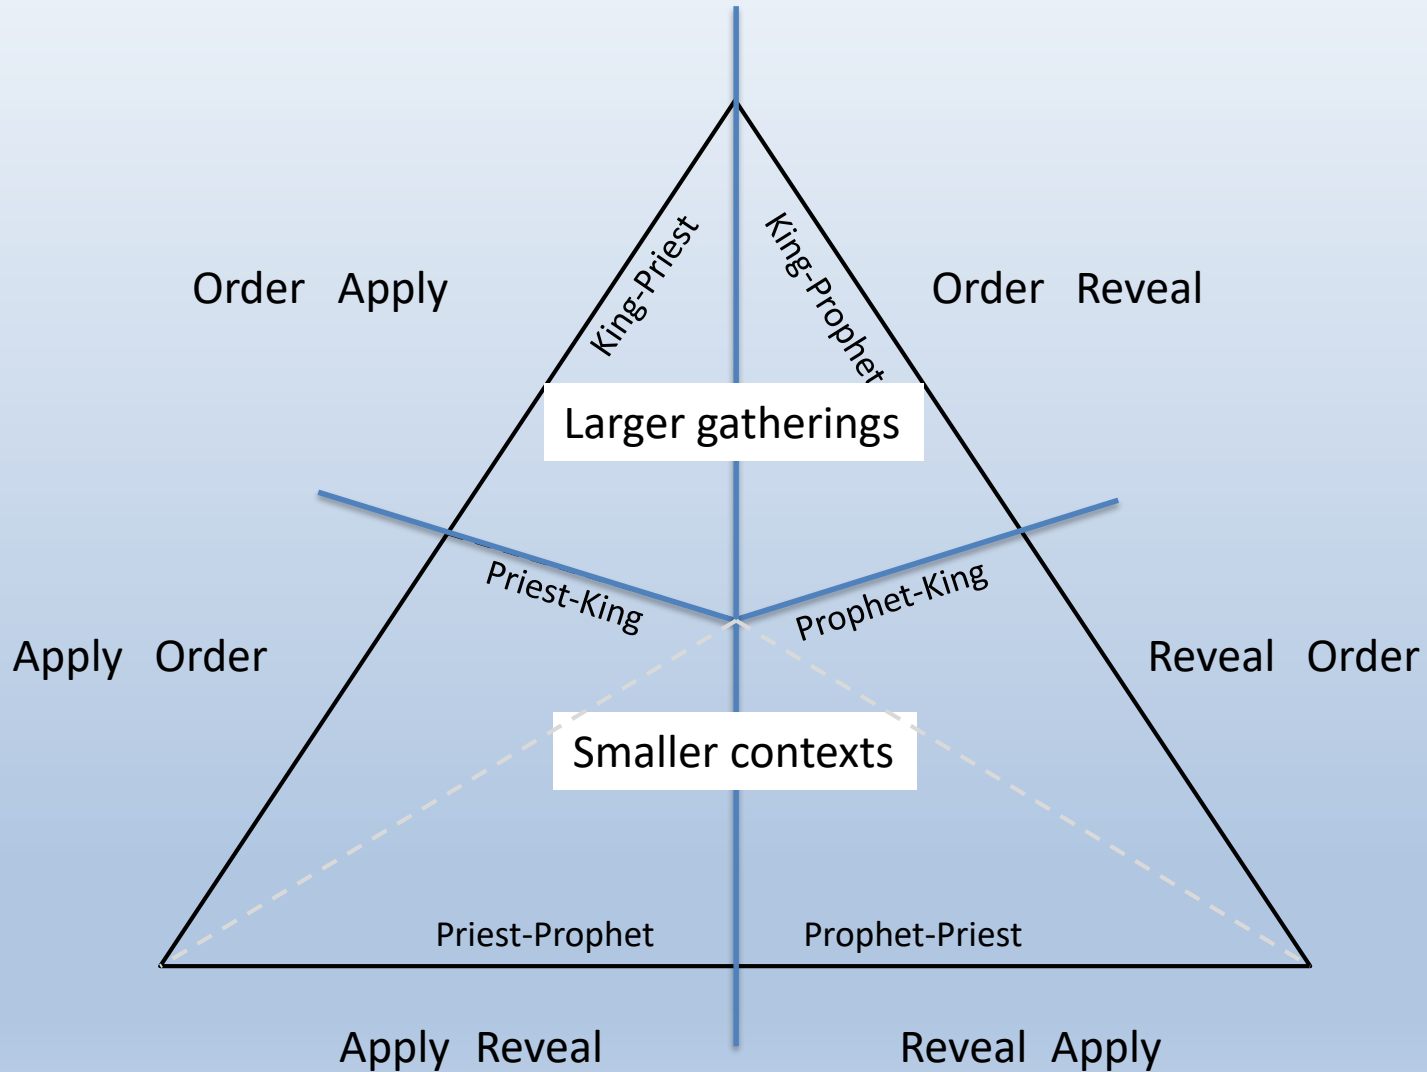 King-Priest
King-Prophet
Order Apply
Order Reveal
Larger gatherings
Priest-King
Prophet-King
Apply Order
Reveal Order
Smaller contexts
Priest-Prophet
Prophet-Priest
Apply Reveal
Reveal Apply